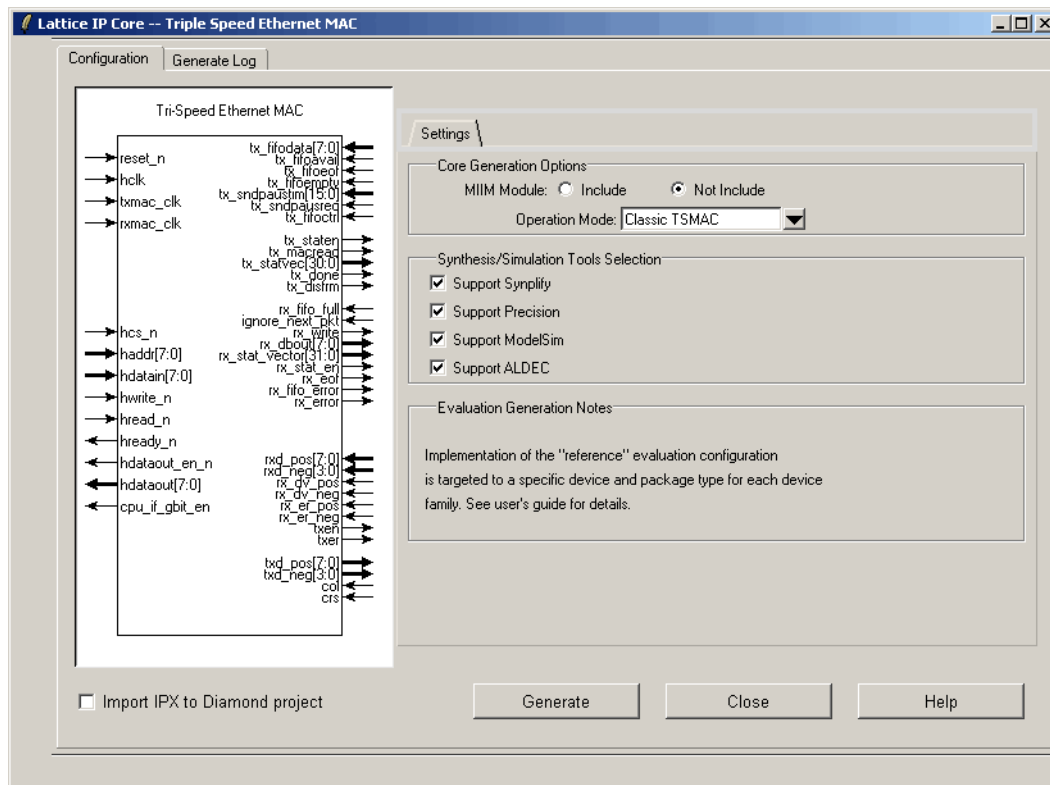 Lattice IP Core -- Triple Speed Ethernet MAC
Configuration
Generate Log
Tri-Speed Ethernet MAC
reset_n
hclk
txmac_clk
rxmac_clk
hcs_n
haddr[7:0]
hdatain[7:0]
hwrite_n
hread_n
hready_n
hdataout_en_n
hdataout[7:0]
cpu_if_gbit_en
tx_fifodata[7:0]
tx_fifoavail
tx_fifoeof
tx_fifoempty
tx_sndpaustim[15:0]
tx_sndpausreq
tx_fifoctrl
tx_staten
tx_macread
tx_statvec[30:0]
tx_done
tx_disfrm
rx_fifo_full
ignore_next_pkt
rx_write
rx_dbout[7:0]
rx_stat_vector[31:0]
rx_stat_en
rx_eof
rx_fifo_error
rx_error
rxd_pos[7:0]
rxd_neg[3:0]
rx_dv_pos
rx_dv_neg
rx_er_pos
rx_er_neg
txen
txer
txd_pos[7:0]
txd_neg[3:0]
col
crs
Settings
Core Generation Options
MIIM Module: Include Not Include
Operation Mode: Classic TSMAC
Synthesis/Simulation Tools Selection
Support Synplify
Support Precision
Support ModelSim
Support ALDEC
Evaluation Generation Notes
Implementation of the "reference" evaluation configuration
is targeted to a specific device and package type for each device
family. See user's guide for details.
Import IPX to Diamond project
Generate
Close
Help